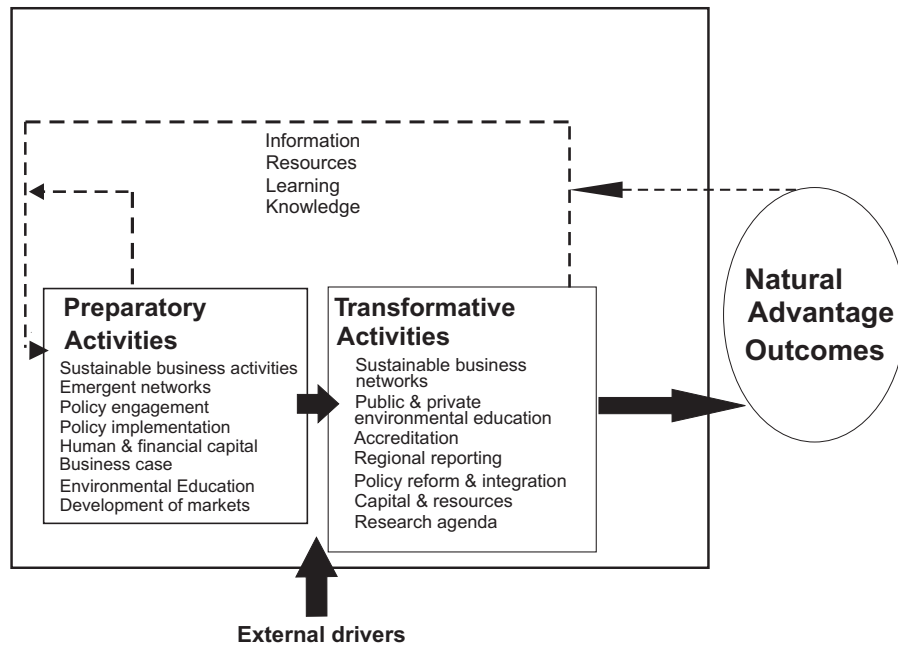 Information
Resources
Learning
Knowledge
Preparatory
Activities
Sustainable business activities
Emergent networks
Policy engagement
Policy implementation
Human & financial capital
Business case
Environmental Education
Development of markets
Transformative
Activities
Sustainable business
networks
Public & private
environmental education
Accreditation
Regional reporting
Policy reform & integration
Capital & resources
Research agenda
Natural
Advantage
Outcomes
External drivers